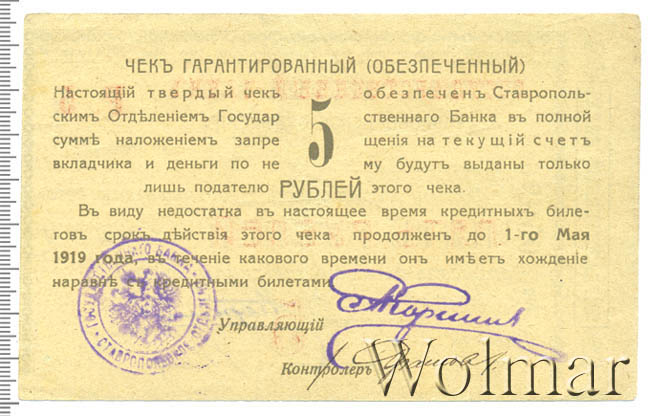 ЧЕКЪ ГАРАНТИРОВАННЫЙ (ОБЕЗПЕЧЕННЫЙ)
Настоящiй твердый чекъ обезпеченъ Ставрополь-
скимъ Отдѣленiемъ Государ 5 ственнаго Банка въ полной
суммѣ наложенiемъ запре щенiя на текущiй счетъ
вкладчика и деньги по не му будутъ выданы только
лишь подателю РУБЛЕЙ этого чека.
Въ виду недостатка въ настоящее время кредитныхъ биле-
товъ срокъ дѣйствiя этого чека продолженъ до 1-го Мая
1919 года, въ теченiе какового времени онъ имѣетъ хожденiе
наравнѣ съ кредитными билетами.
СТАВРОПОЛЬСКОЕ
Управляющiй
Контролеръ
Wolmar